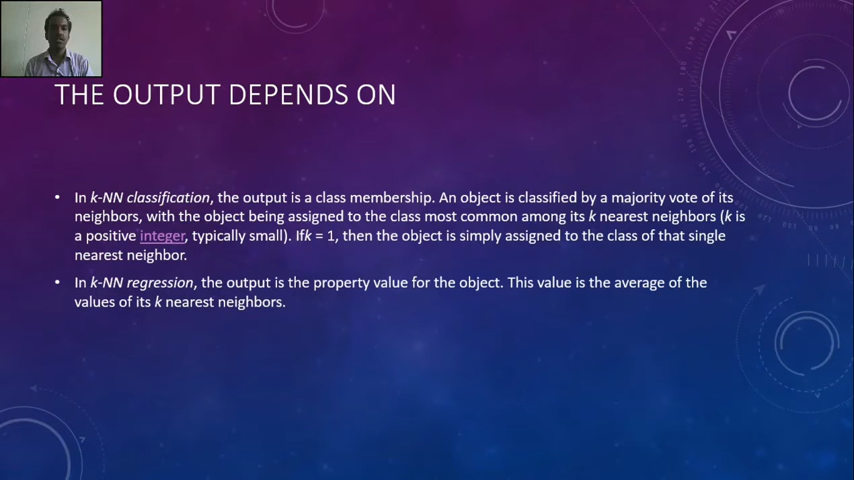 THE OUTPUT DEPENDS ON
• In k-NN classification, the output is a class membership. An object is classified by a majority vote of its
neighbors, with the object being assigned to the class most common among its k nearest neighbors (k is
a positive integer, typically small). Ifk = 1, then the object is simply assigned to the class of that single
nearest neighbor.
• In k-NN regression, the output is the property value for the object. This value is the average of the
values of its k nearest neighbors.